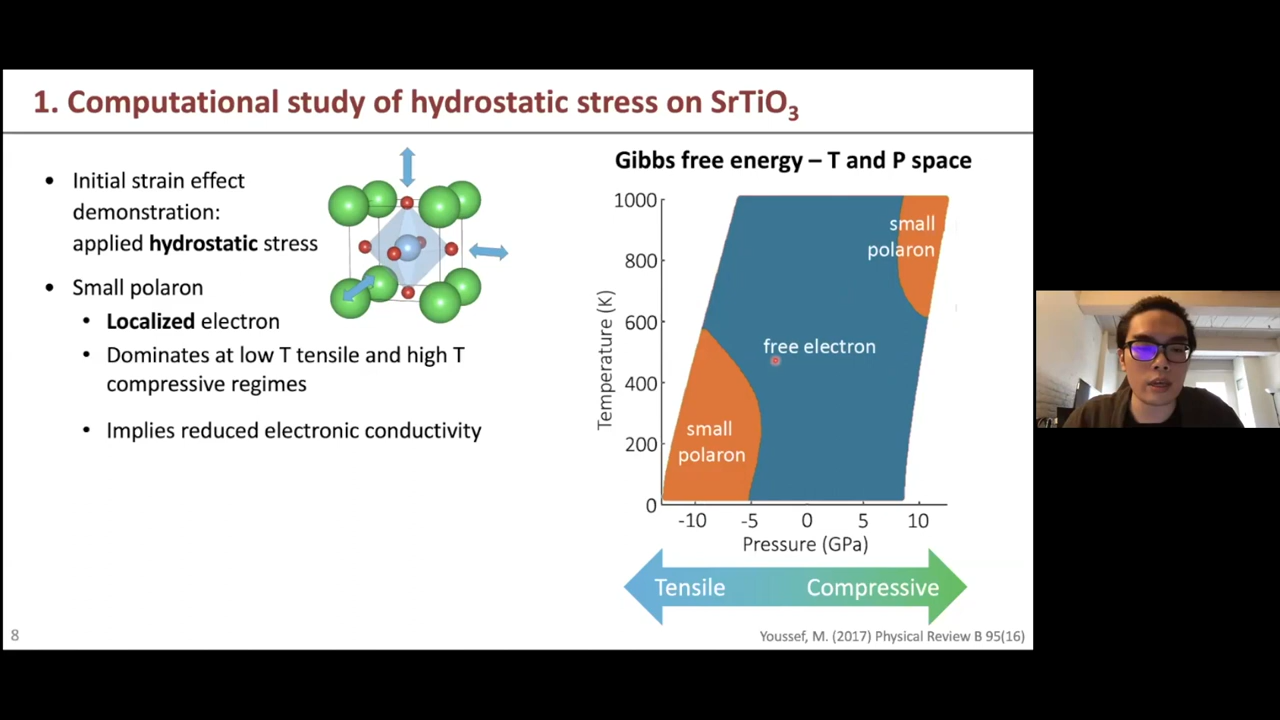 1. Computational study of hydrostatic stress on SrTiO₃
• Initial strain effect
demonstration:
applied hydrostatic stress
• Small polaron
• Localized electron
• Dominates at low T tensile and high T
compressive regimes
• Implies reduced electronic conductivity
Gibbs free energy – T and P space
Temperature (K)
1000
800
600
400
200
0
small
polaron
free electron
small
polaron
-10 -5 0 5 10
Pressure (GPa)
Tensile Compressive
8
Youssef, M. (2017) Physical Review B 95(16)